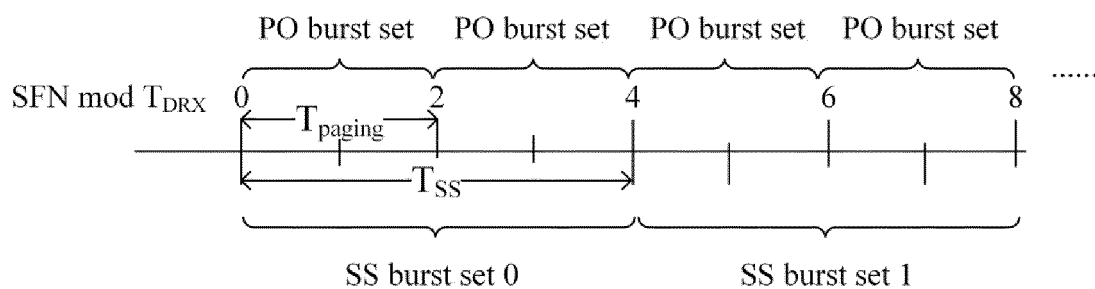 PO burst set PO burst set PO burst set PO burst set
SFN mod T_DRX 0 2 4 6 8 ......
T_paging
T_SS
SS burst set 0 SS burst set 1